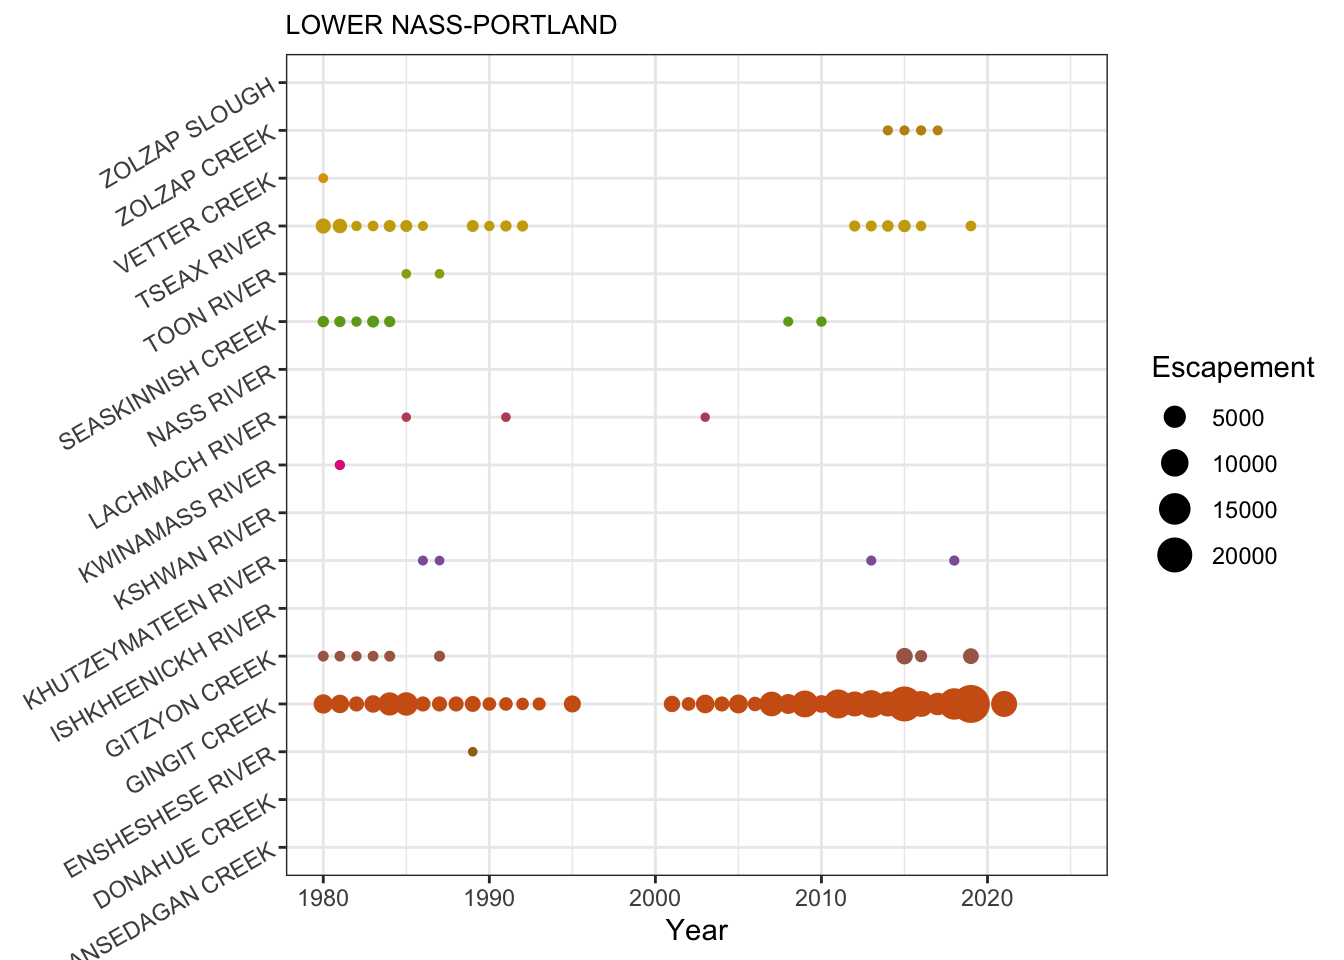 LOWER NASS-PORTLAND
ZOLZAP SLOUGH
ZOLZAP CREEK
VETTER CREEK
TSEAX RIVER
TOON RIVER
SEASKINNISH CREEK
NASS RIVER
LACHMACH RIVER
KWINAMASS RIVER
KSHWAN RIVER
KHUTZEYMATEEN RIVER
ISHKHEENICKH RIVER
GITZYON CREEK
GINGIT CREEK
ENSHESHESE RIVER
DONAHUE CREEK
ANSEDAGAN CREEK
1980 1990 2000 2010 2020
Year
Escapement
5000
10000
15000
20000